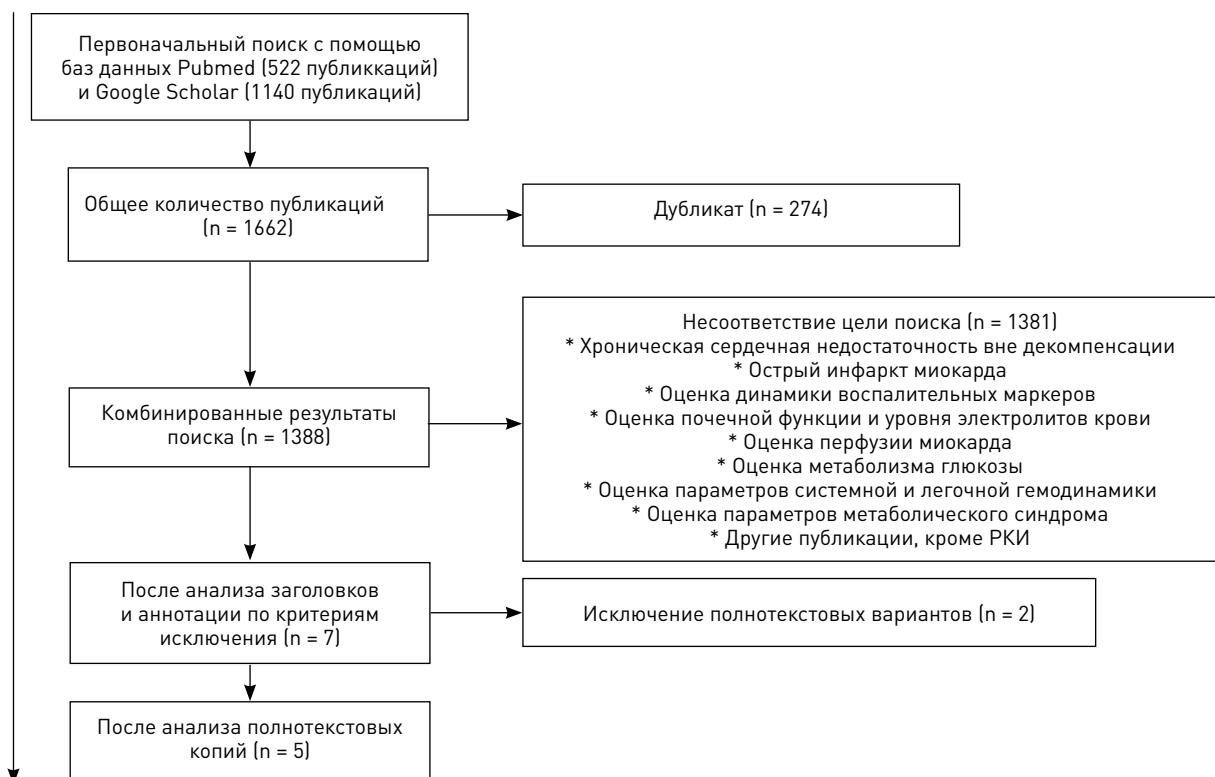 Первоначальный поиск с помощью
баз данных Pubmed (522 публиккаций)
и Google Scholar (1140 публикаций)
Общее количество публикаций
(n = 1662)
Дубликат (n = 274)
Комбинированные результаты
поиска (n = 1388)
Несоответствие цели поиска (n = 1381)
* Хроническая сердечная недостаточность вне декомпенсации
* Острый инфаркт миокарда
* Оценка динамики воспалительных маркеров
* Оценка почечной функции и уровня электролитов крови
* Оценка перфузии миокарда
* Оценка метаболизма глюкозы
* Оценка параметров системной и легочной гемодинамики
* Оценка параметров метаболического синдрома
* Другие публикации, кроме РКИ
После анализа заголовков
и аннотации по критериям
исключения (n = 7)
Исключение полнотекстовых вариантов (n = 2)
После анализа полнотекстовых
копий (n = 5)